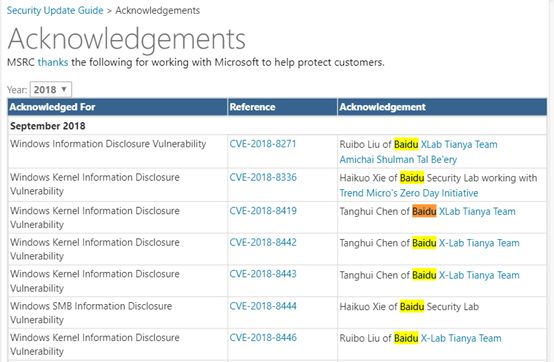 Security Update Guide > Acknowledgements
Acknowledgements
MSRC thanks the following for working with Microsoft to help protect customers.
Year: 2018 ▼
Acknowledged For Reference Acknowledgement
September 2018
Windows Information Disclosure Vulnerability CVE-2018-8271 Ruibo Liu of Baidu XLab Tianya Team
Amichai Shulman Tal Be'ery
Windows Kernel Information Disclosure CVE-2018-8336 Haikuo Xie of Baidu Security Lab working with
Vulnerability Trend Micro's Zero Day Initiative
Windows Kernel Information Disclosure CVE-2018-8419 Tanghui Chen of Baidu XLab Tianya Team
Vulnerability
Windows Kernel Information Disclosure CVE-2018-8442 Tanghui Chen of Baidu X-Lab Tianya Team
Vulnerability
Windows Kernel Information Disclosure CVE-2018-8443 Tanghui Chen of Baidu X-Lab Tianya Team
Vulnerability
Windows SMB Information Disclosure CVE-2018-8444 Haikuo Xie of Baidu Security Lab
Vulnerability
Windows Kernel Information Disclosure CVE-2018-8446 Ruibo Liu of Baidu X-Lab Tianya Team
Vulnerability